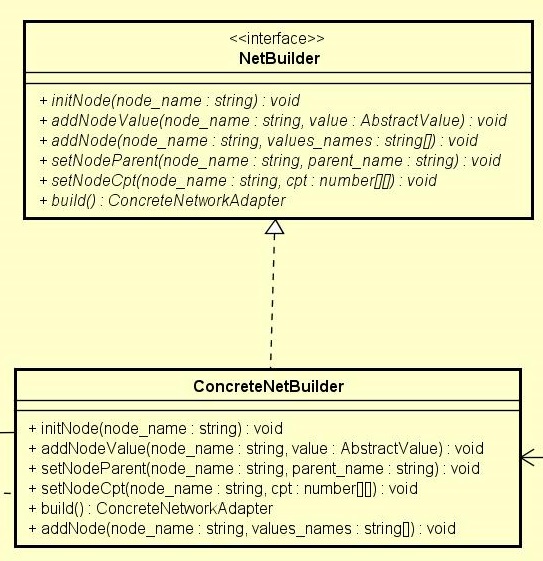 <<interface>>
NetBuilder
+ initNode(node_name : string) : void
+ addNodeValue(node_name : string, value : AbstractValue) : void
+ addNode(node_name : string, values_names : string[]) : void
+ setNodeParent(node_name : string, parent_name : string) : void
+ setNodeCpt(node_name : string, cpt : number[][]) : void
+ build() : ConcreteNetworkAdapter
ConcreteNetBuilder
+ initNode(node_name : string) : void
+ addNodeValue(node_name : string, value : AbstractValue) : void
+ setNodeParent(node_name : string, parent_name : string) : void
+ setNodeCpt(node_name : string, cpt : number[][]) : void
+ build() : ConcreteNetworkAdapter
+ addNode(node_name : string, values_names : string[]) : void